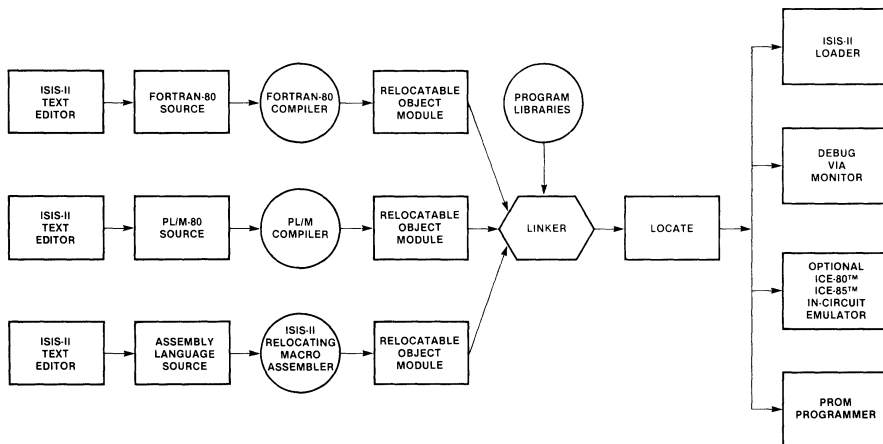 ISIS-II
LOADER
ISIS-II
TEXT
EDITOR
FORTRAN-80
SOURCE
FORTRAN-80
COMPILER
RELOCATABLE
OBJECT
MODULE
PROGRAM
LIBRARIES
DEBUG
VIA
MONITOR
ISIS-II
TEXT
EDITOR
PL/M-80
SOURCE
PL/M
COMPILER
RELOCATABLE
OBJECT
MODULE
LINKER
LOCATE
OPTIONAL
ICE-80™
ICE-85™
IN-CIRCUIT
EMULATOR
ISIS-II
TEXT
EDITOR
ASSEMBLY
LANGUAGE
SOURCE
ISIS-II
RELOCATING
MACRO
ASSEMBLER
RELOCATABLE
OBJECT
MODULE
PROM
PROGRAMMER